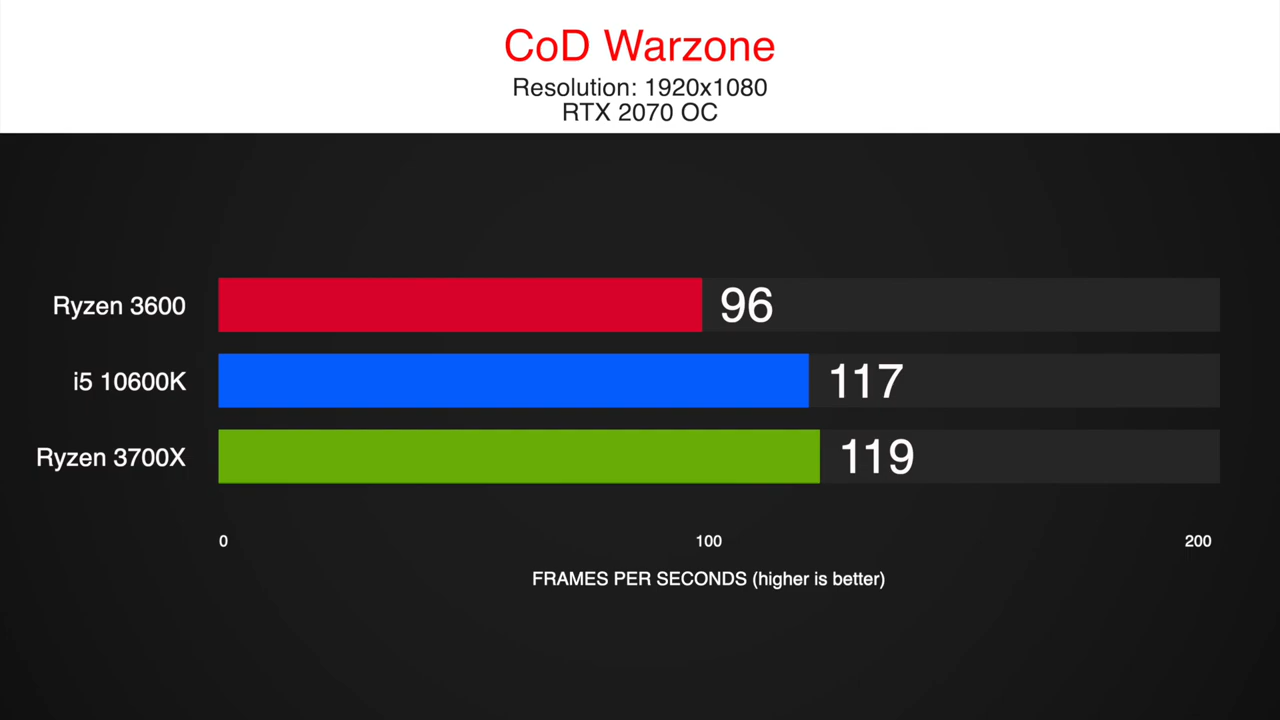 CoD Warzone
Resolution: 1920x1080
RTX 2070 OC
Ryzen 3600 96
i5 10600K 117
Ryzen 3700X 119
0 100 200
FRAMES PER SECONDS (higher is better)